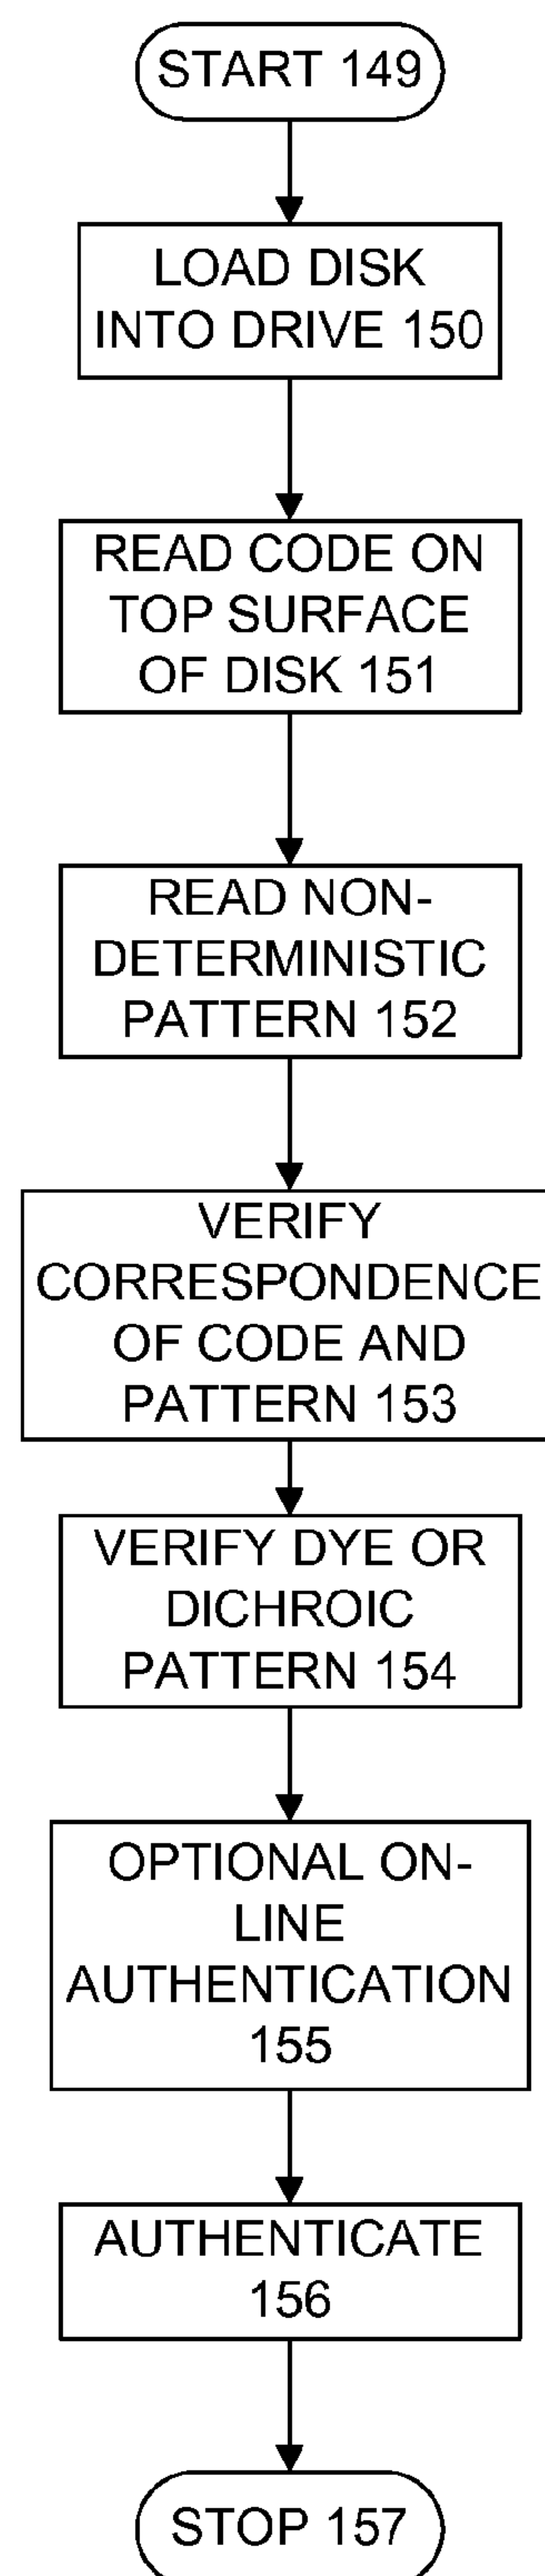 START 149
LOAD DISK
INTO DRIVE 150
READ CODE ON
TOP SURFACE
OF DISK 151
READ NON-
DETERMINISTIC
PATTERN 152
VERIFY
CORRESPONDENCE
OF CODE AND
PATTERN 153
VERIFY DYE OR
DICHROIC
PATTERN 154
OPTIONAL ON-
LINE
AUTHENTICATION
155
AUTHENTICATE
156
STOP 157